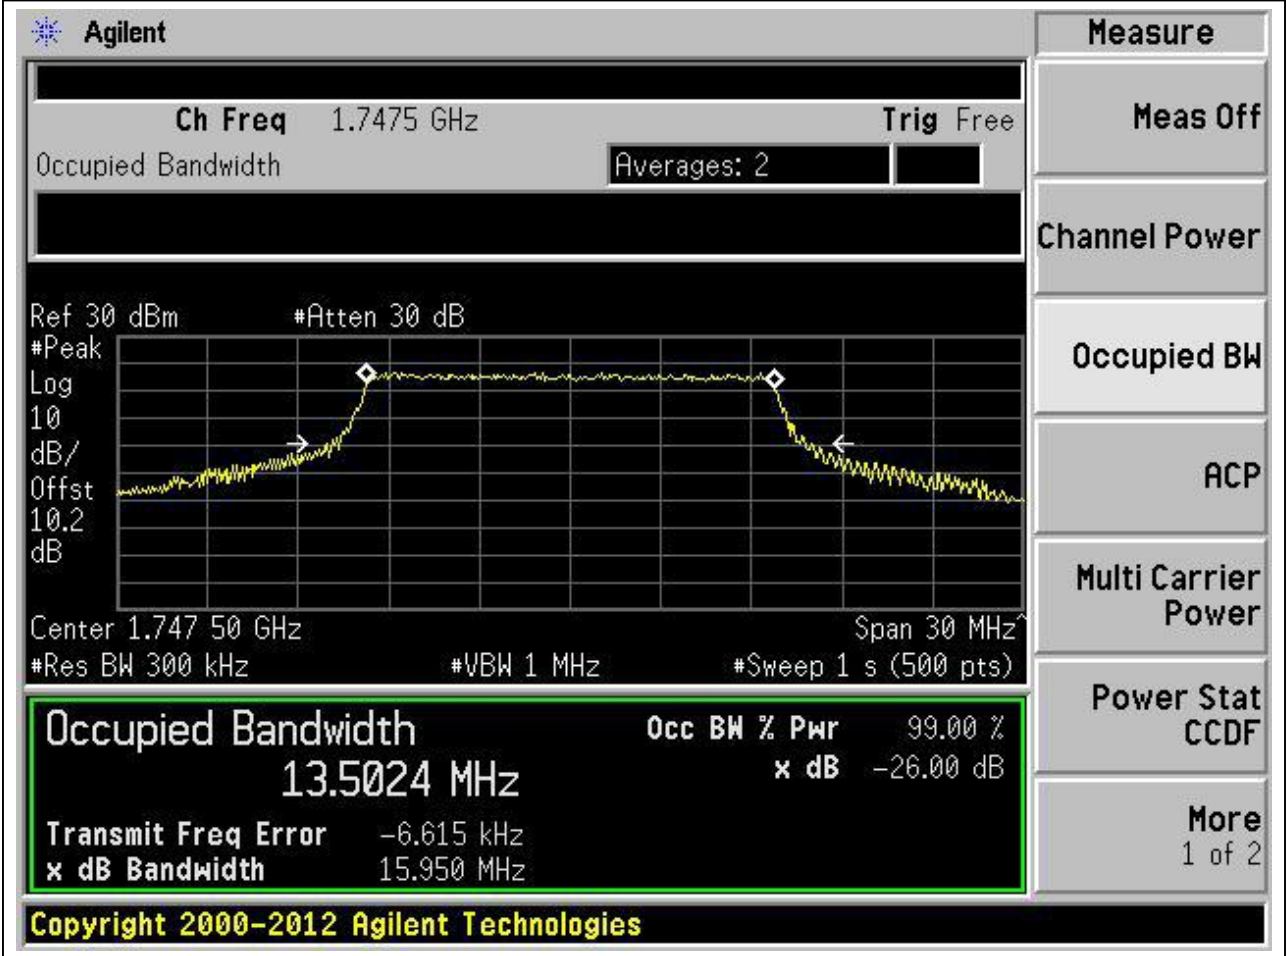 Agilent
Measure
Ch Freq 1.7475 GHz Trig Free
Meas Off
Occupied Bandwidth Averages: 2
Channel Power
Ref 30 dBm #Atten 30 dB
#Peak
Log
10
dB/
Offst
10.2
dB
Occupied BW
ACP
Center 1.747 50 GHz Span 30 MHz^
#Res BW 300 kHz #VBW 1 MHz #Sweep 1 s (500 pts)
Multi Carrier
Power
Occupied Bandwidth Occ BW % Pwr 99.00 %
13.5024 MHz x dB -26.00 dB
Transmit Freq Error -6.615 kHz
x dB Bandwidth 15.950 MHz
Power Stat
CCDF
More
1 of 2
Copyright 2000-2012 Agilent Technologies